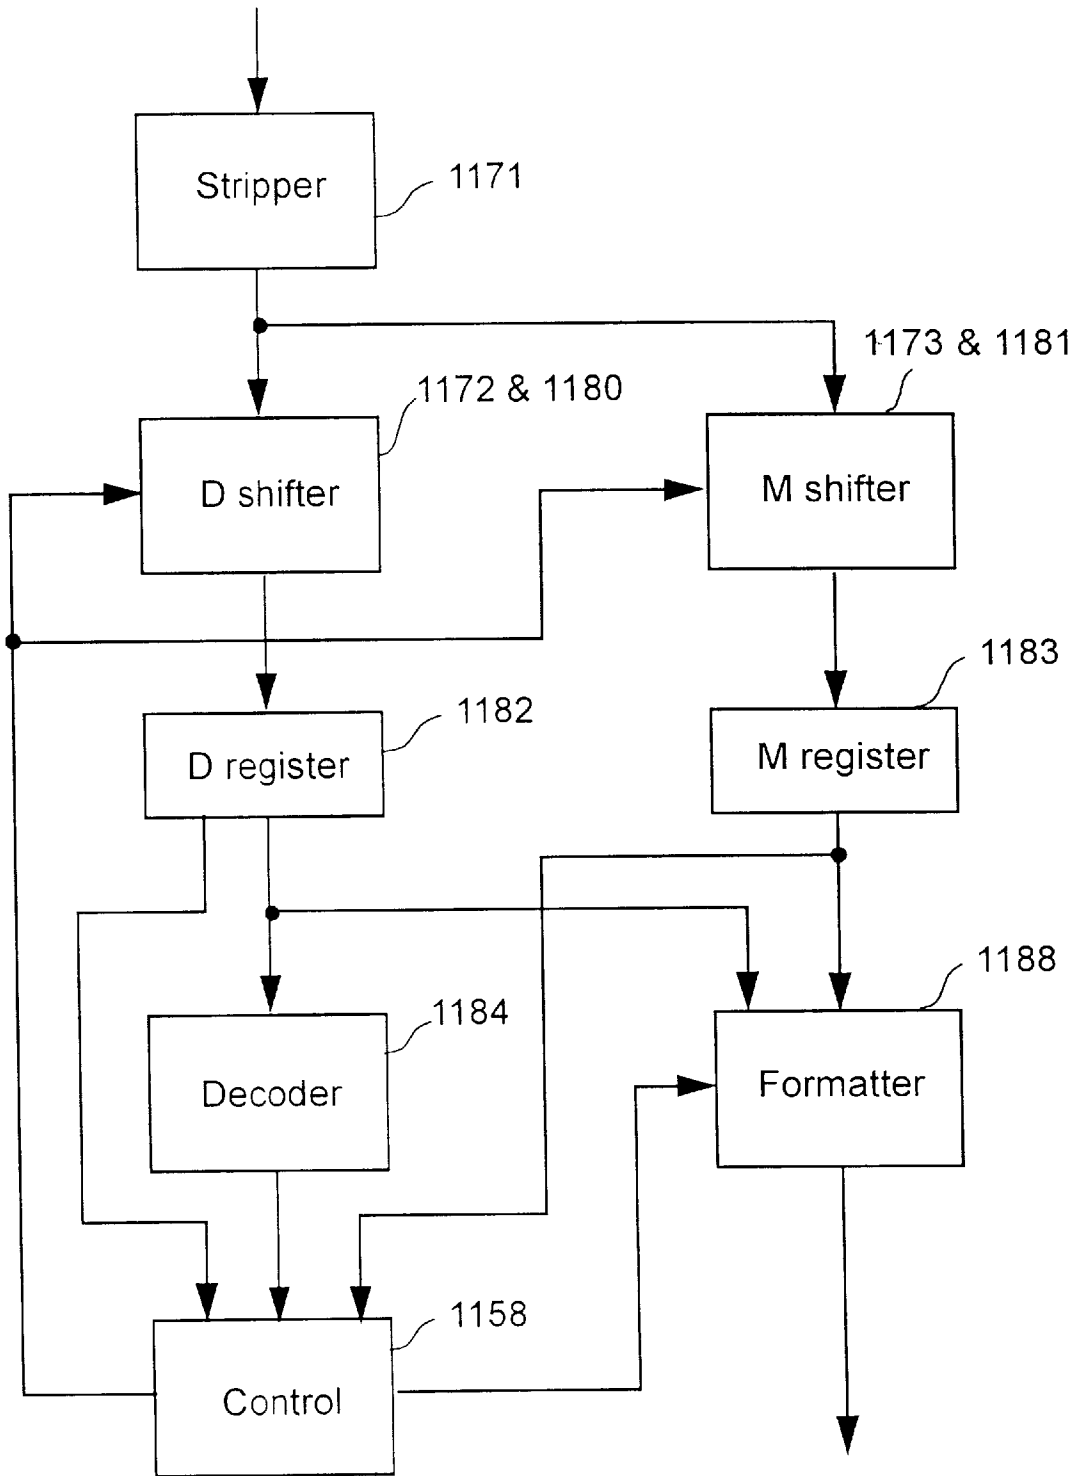 Stripper
1171
1173 & 1181
1172 & 1180
D shifter
M shifter
1183
1182
D register
M register
1188
1184
Decoder
Formatter
1158
Control